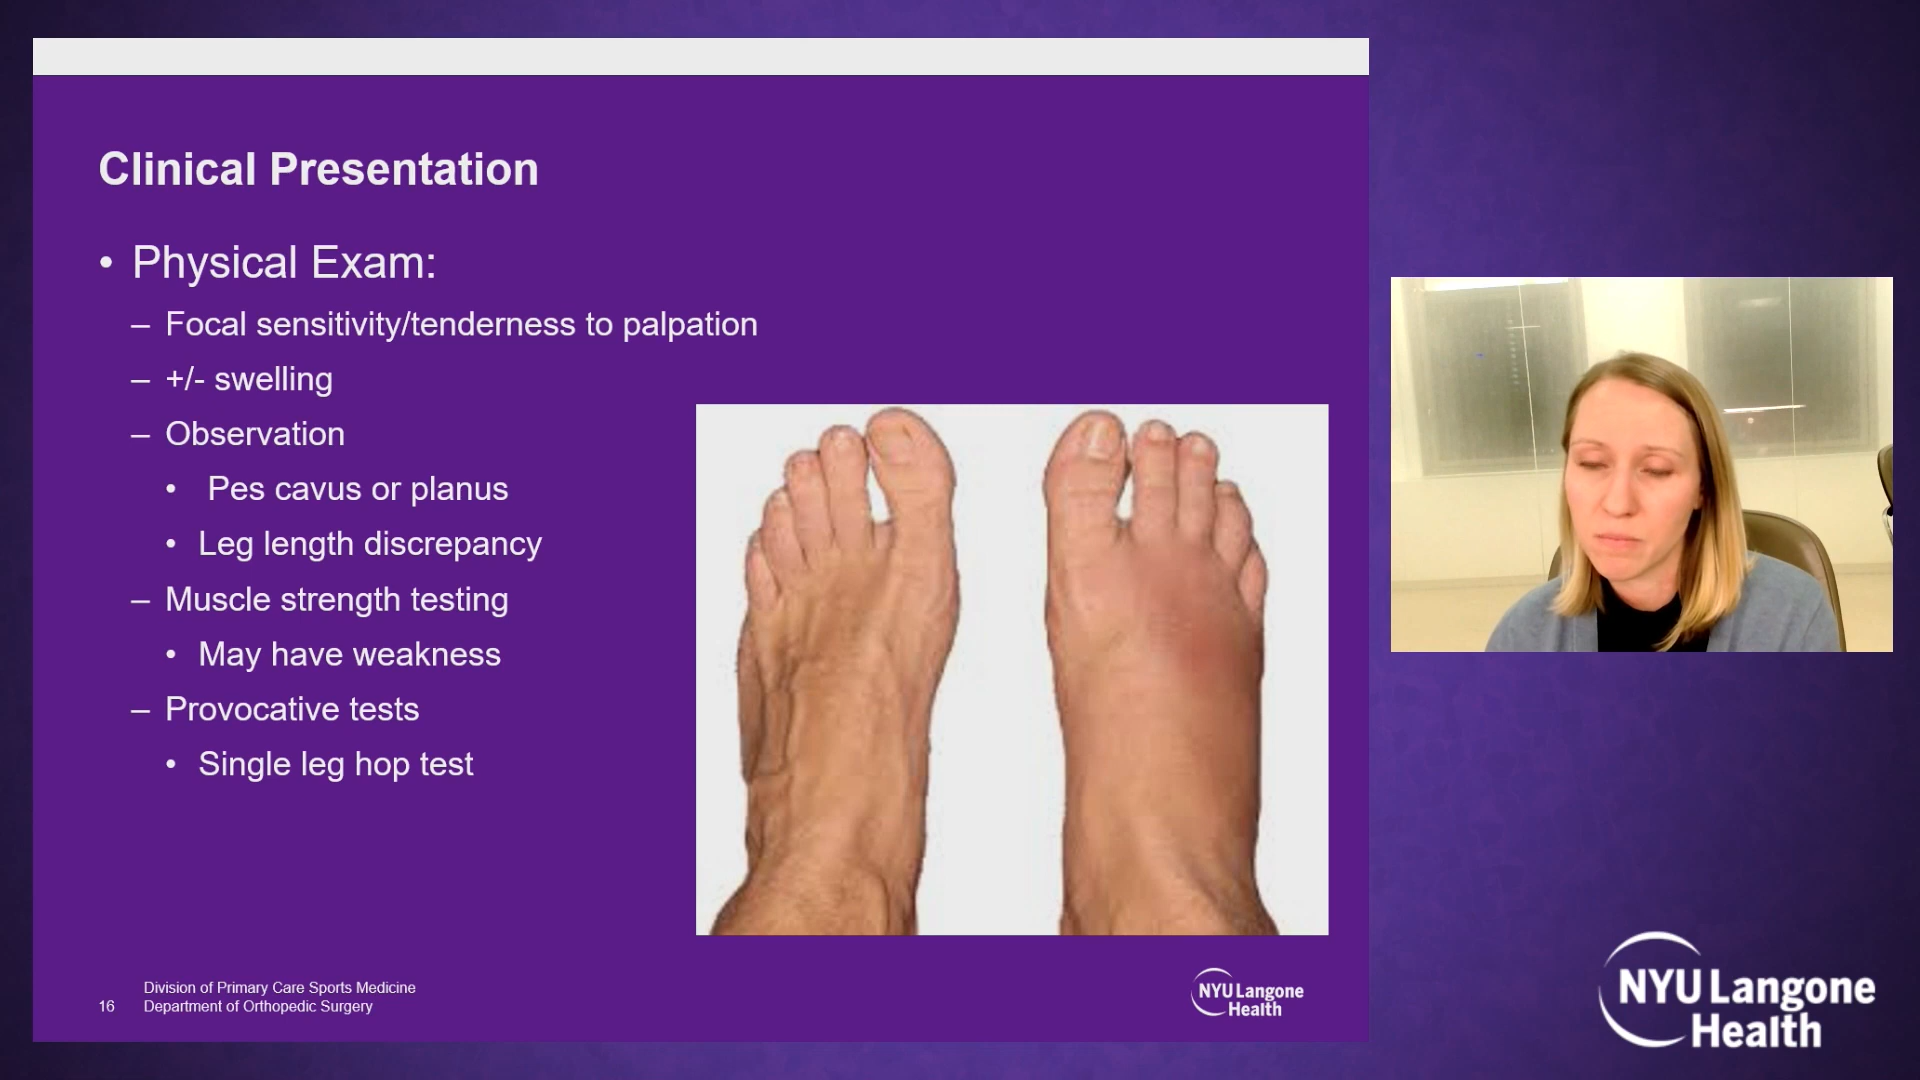 Clinical Presentation
• Physical Exam:
– Focal sensitivity/tenderness to palpation
– +/- swelling
– Observation
• Pes cavus or planus
• Leg length discrepancy
– Muscle strength testing
• May have weakness
– Provocative tests
• Single leg hop test
16
Division of Primary Care Sports Medicine
Department of Orthopedic Surgery
NYU Langone
Health
NYU Langone
Health